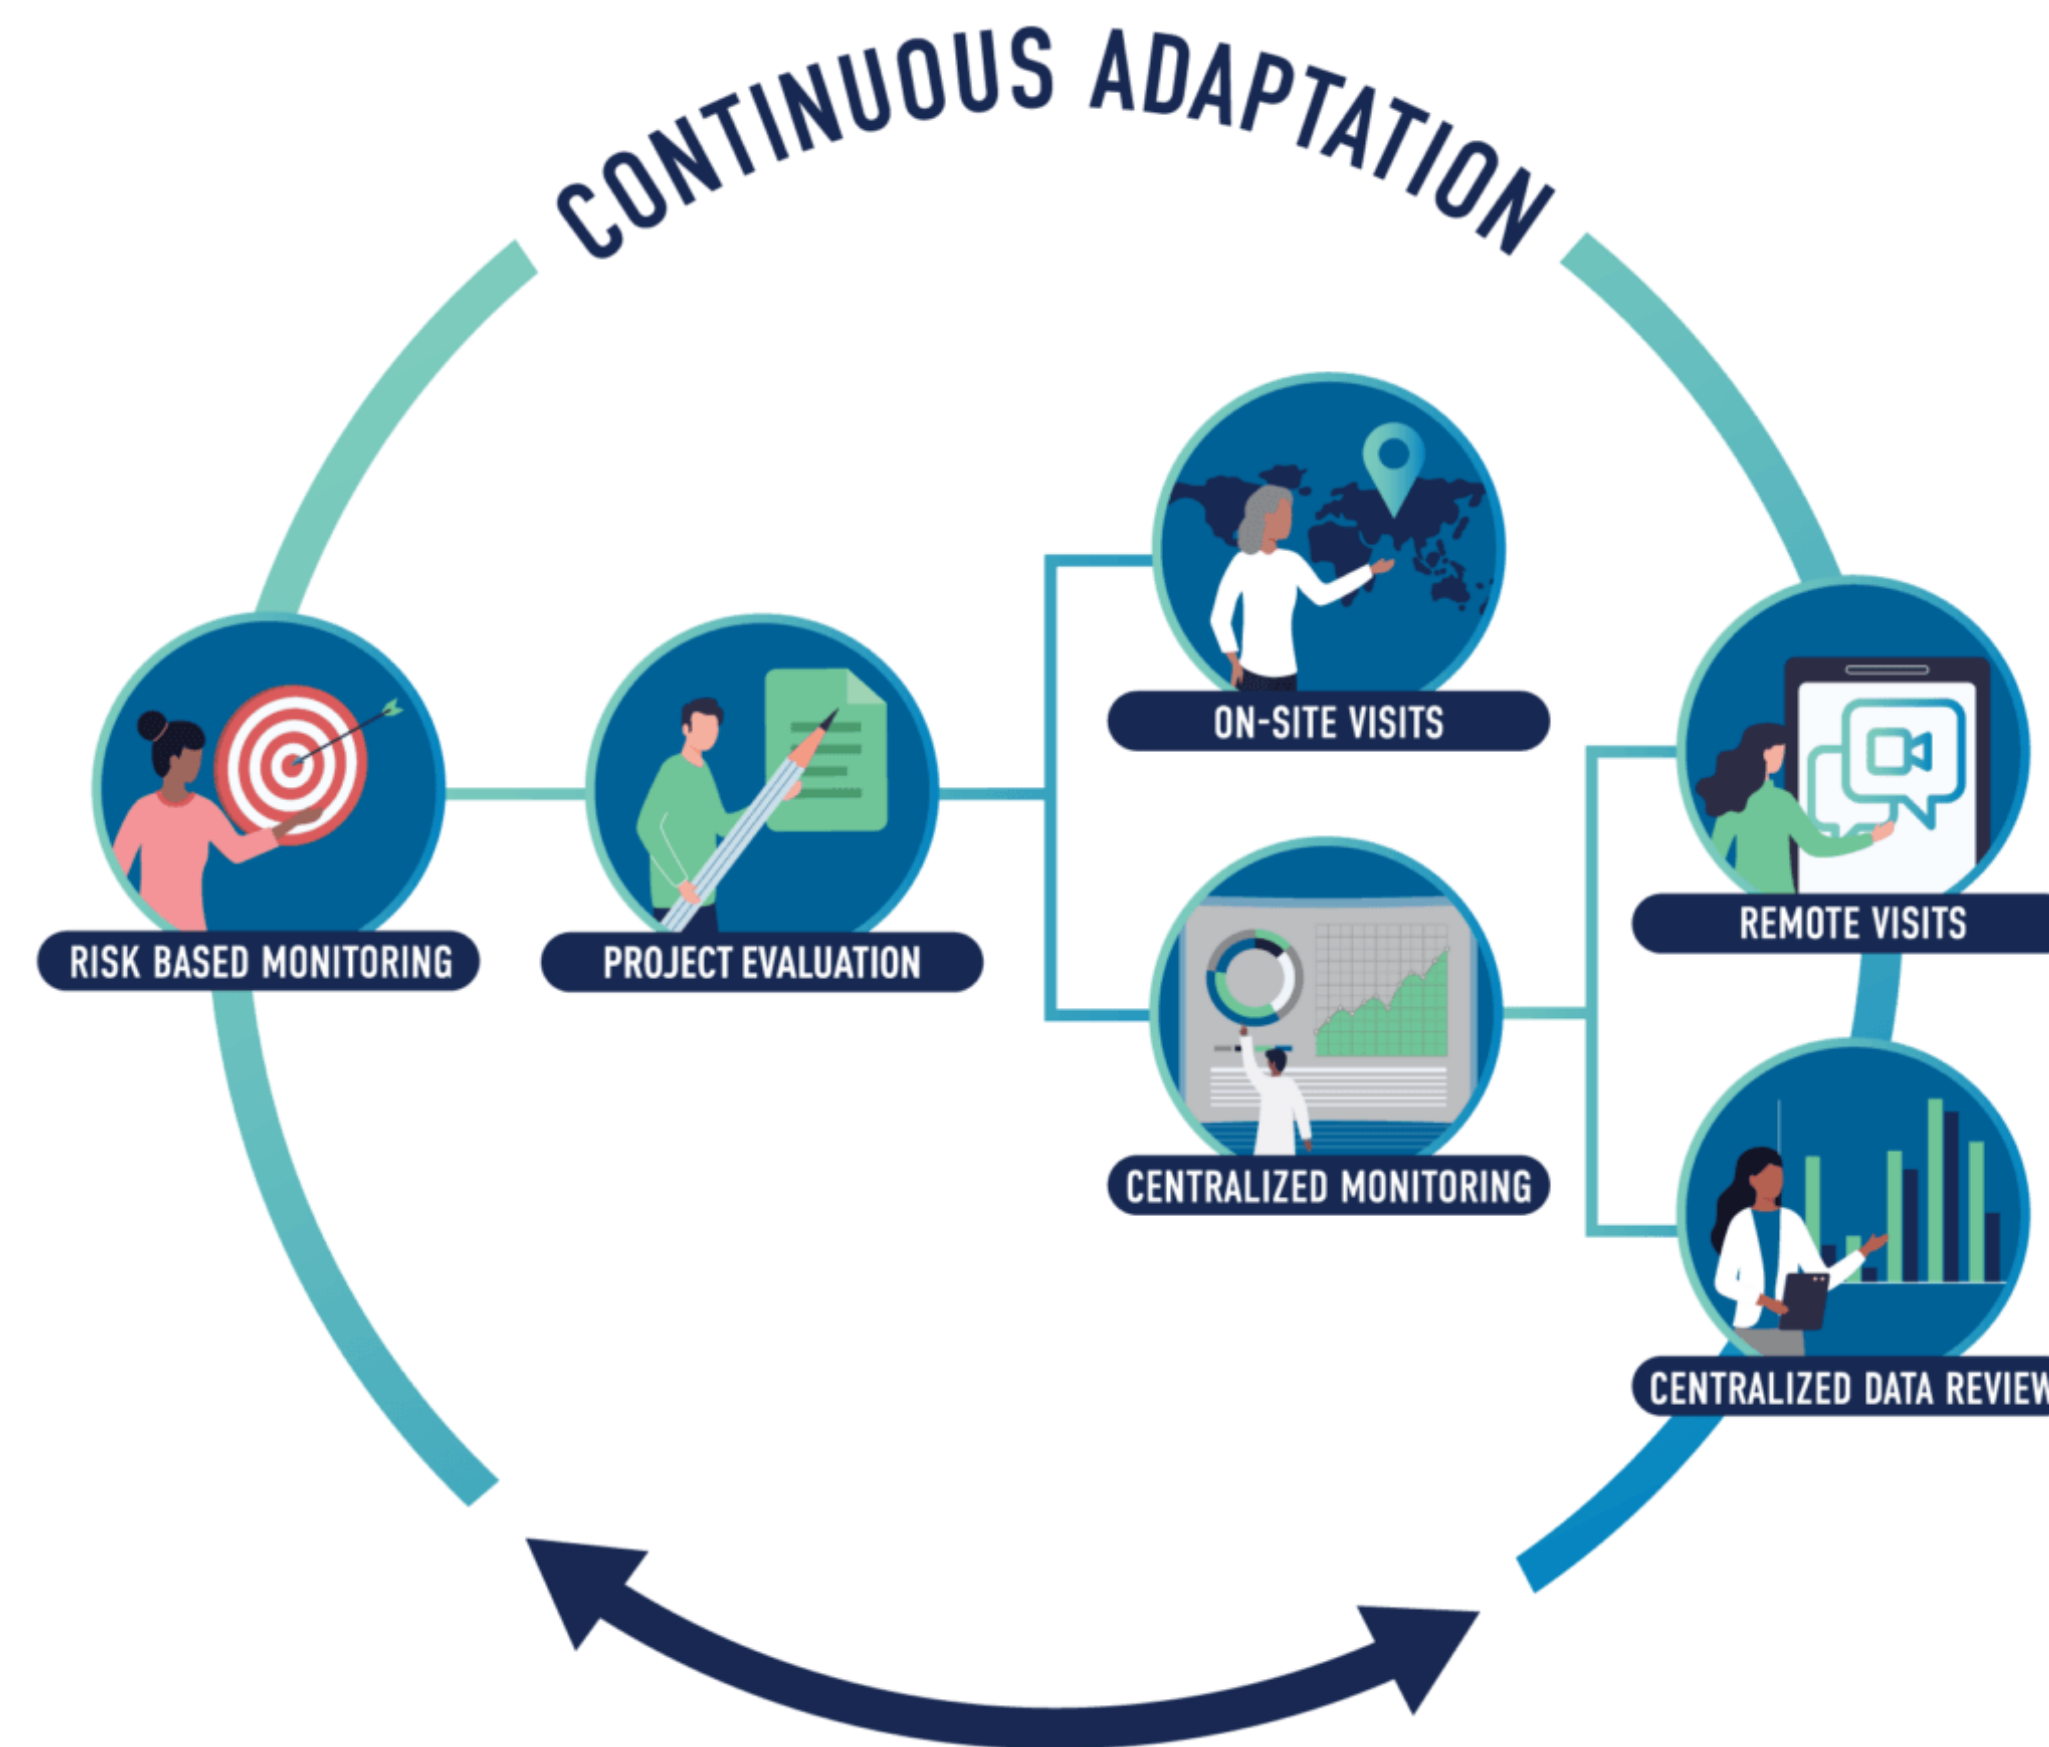 CONTINUOUS ADAPTATION
ON-SITE VISITS
REMOTE VISITS
RISK BASED MONITORING
PROJECT EVALUATION
CENTRALIZED MONITORING
CENTRALIZED DATA REVIEW